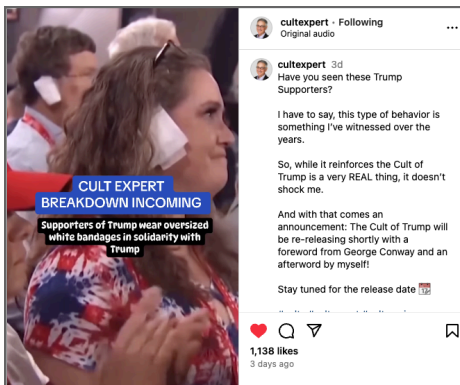 CULT EXPERT
BREAKDOWN INCOMING
Supporters of Trump wear oversized
white bandages in solidarity with
Trump
cultexpert • Following
Original audio
cultexpert 3d
Have you seen these Trump
Supporters?
I have to say, this type of behavior is
something I've witnessed over the
years.
So, while it reinforces the Cult of
Trump is a very REAL thing, it doesn't
shock me.
And with that comes an
announcement: The Cult of Trump will
be re-releasing shortly with a
foreword from George Conway and an
afterword by myself!
Stay tuned for the release date 📆
1,138 likes
3 days ago